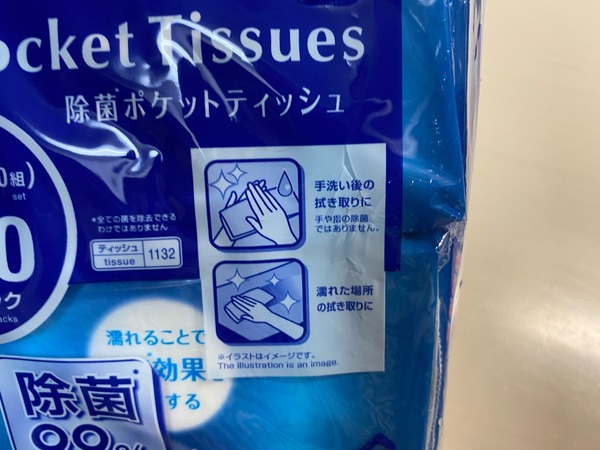 ocket Tissues
除菌ポケットティッシュ
0組)
set
0
ック
packs
*全ての菌を除去できる
わけではありません。
ティッシュ
tissue
1132
手洗い後の
拭き取りに
手や指の除菌
ではありません。
濡れた場所
の拭き取りに
※イラストはイメージです。
The illustration is an image.
濡れることで
効果
する
除菌*
99%